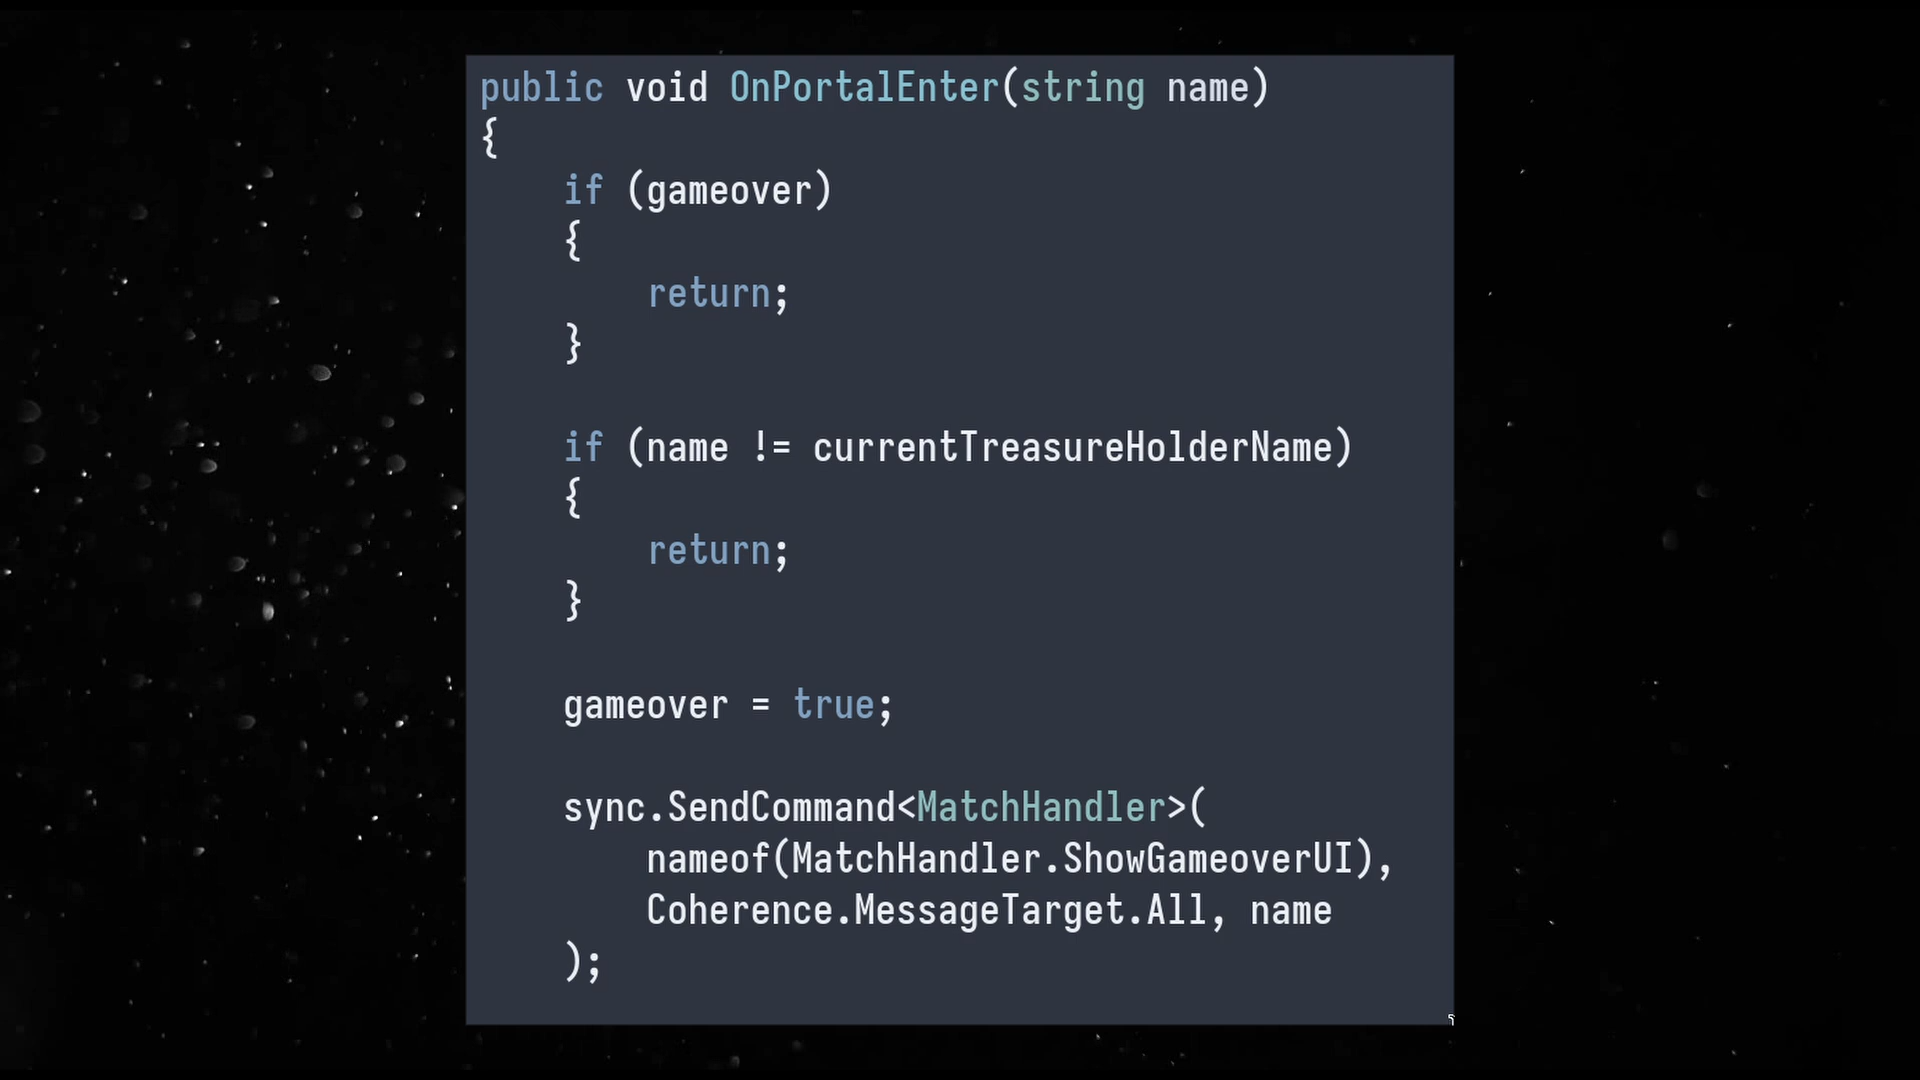 public void OnPortalEnter(string name)
{
    if (gameover)
    {
        return;
    }

    if (name != currentTreasureHolderName)
    {
        return;
    }

    gameover = true;

    sync.SendCommand<MatchHandler>(
        nameof(MatchHandler.ShowGameoverUI),
        Coherence.MessageTarget.All, name
    );